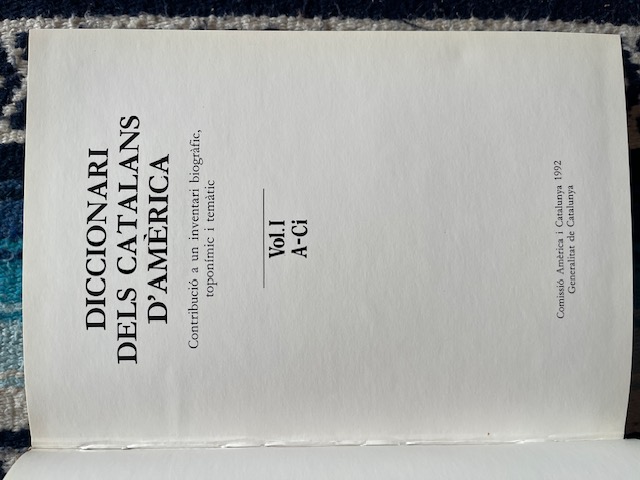 DICCIONARI
DELS CATALANS
D'AMÈRICA
Contribució a un inventari biogràfic,
toponímic i temàtic
Vol.I
A-Ci
Comissió Amèrica i Catalunya 1992
Generalitat de Catalunya